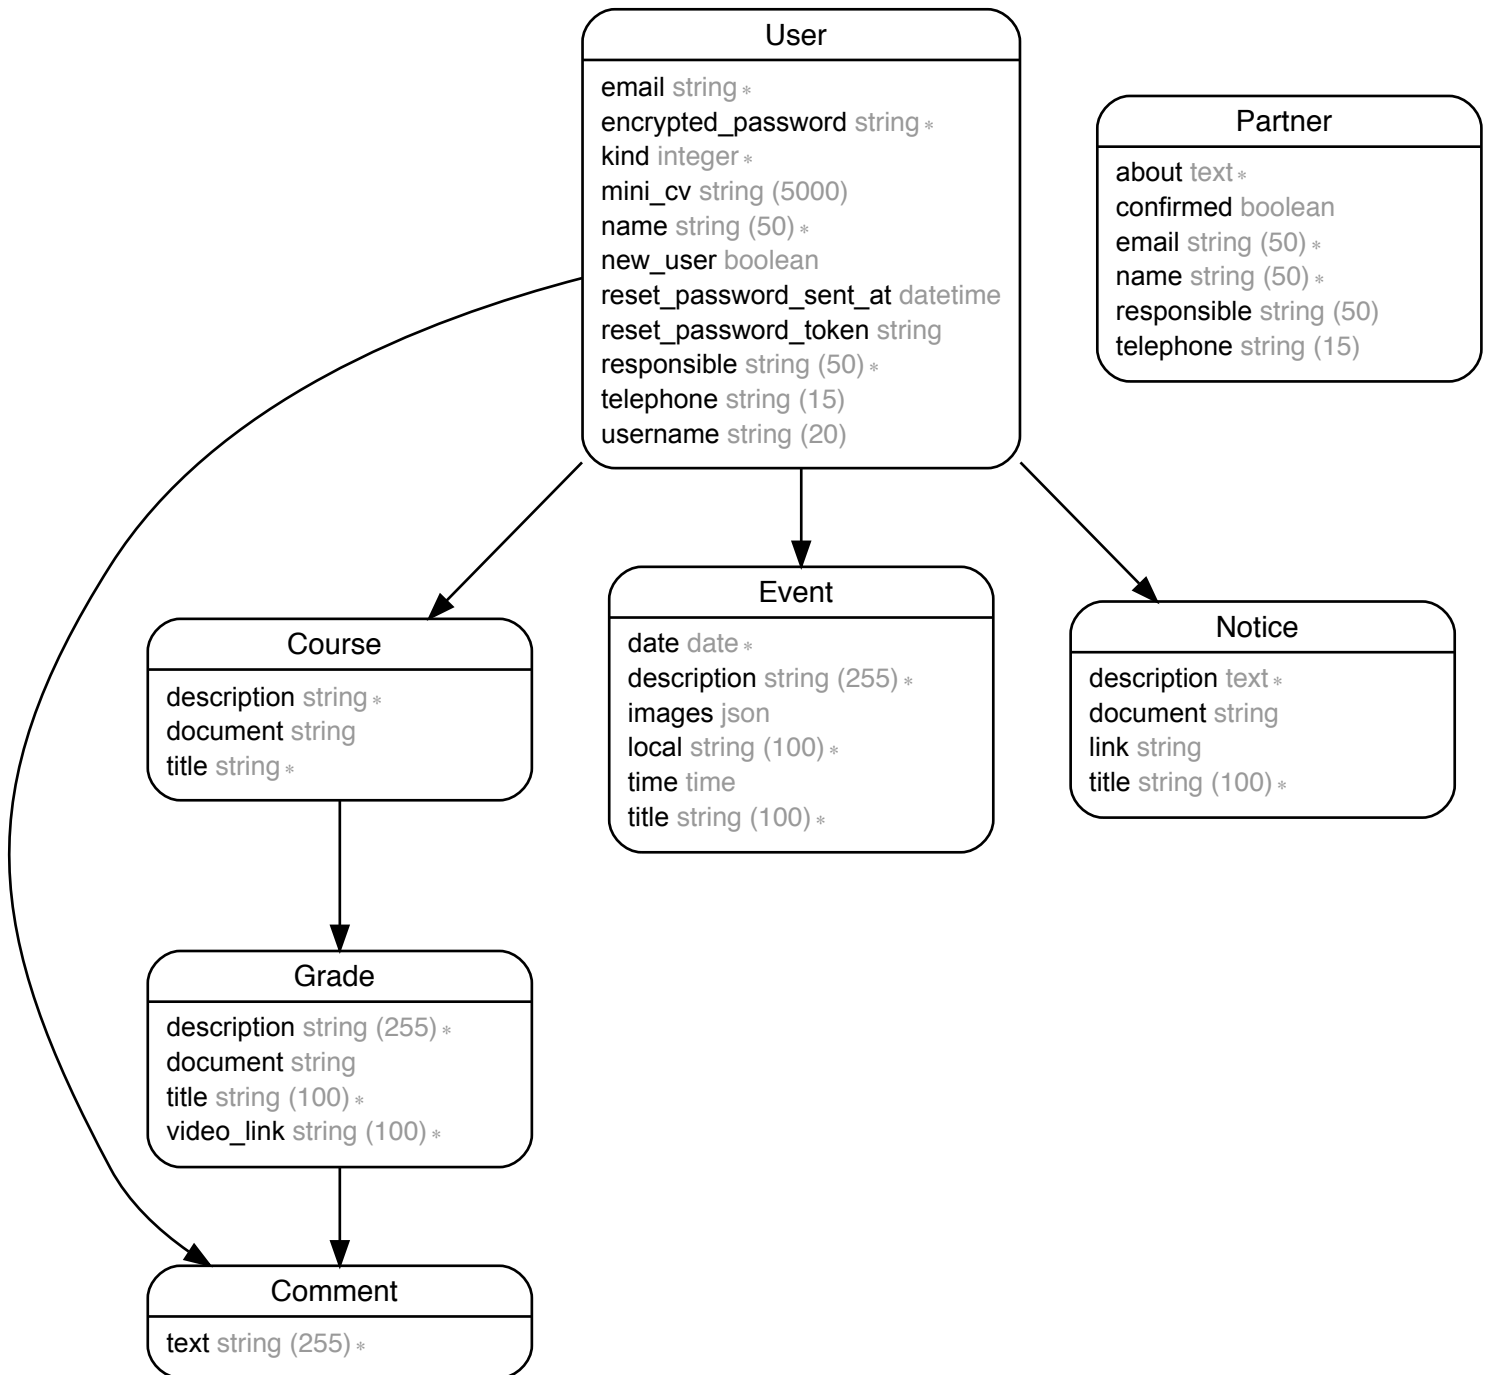 User
email string ∗
encrypted_password string ∗
kind integer ∗
mini_cv string (5000)
name string (50) ∗
new_user boolean
reset_password_sent_at datetime
reset_password_token string
responsible string (50) ∗
telephone string (15)
username string (20)
Partner
about text ∗
confirmed boolean
email string (50) ∗
name string (50) ∗
responsible string (50)
telephone string (15)
Course
description string ∗
document string
title string ∗
Event
date date ∗
description string (255) ∗
images json
local string (100) ∗
time time
title string (100) ∗
Notice
description text ∗
document string
link string
title string (100) ∗
Grade
description string (255) ∗
document string
title string (100) ∗
video_link string (100) ∗
Comment
text string (255) ∗